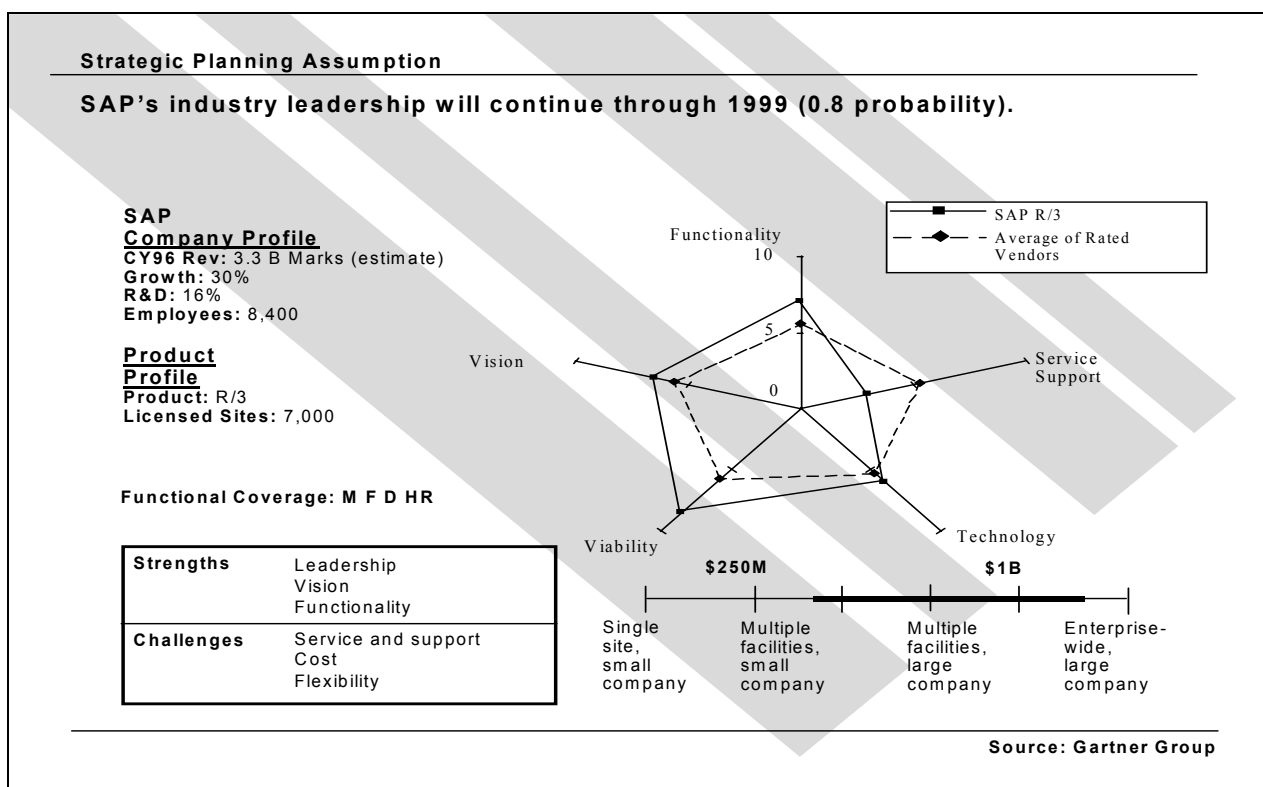 Strategic Planning Assumption
SAP's industry leadership will continue through 1999 (0.8 probability).
SAP
Company Profile
CY96 Rev: 3.3 B Marks (estimate)
Growth: 30%
R&D: 16%
Employees: 8,400
Product
Profile
Product: R/3
Licensed Sites: 7,000
Functional Coverage: M F D HR
Strengths
Leadership
Vision
Functionality
Challenges
Service and support
Cost
Flexibility
SAP R/3
Average of Rated
Vendors
Functionality
10
5
0
Vision
Service
Support
Viability
Technology
$250M
$1B
Single
site,
small
company
Multiple
facilities,
small
company
Multiple
facilities,
large
company
Enterprise-
wide,
large
company
Source: Gartner Group